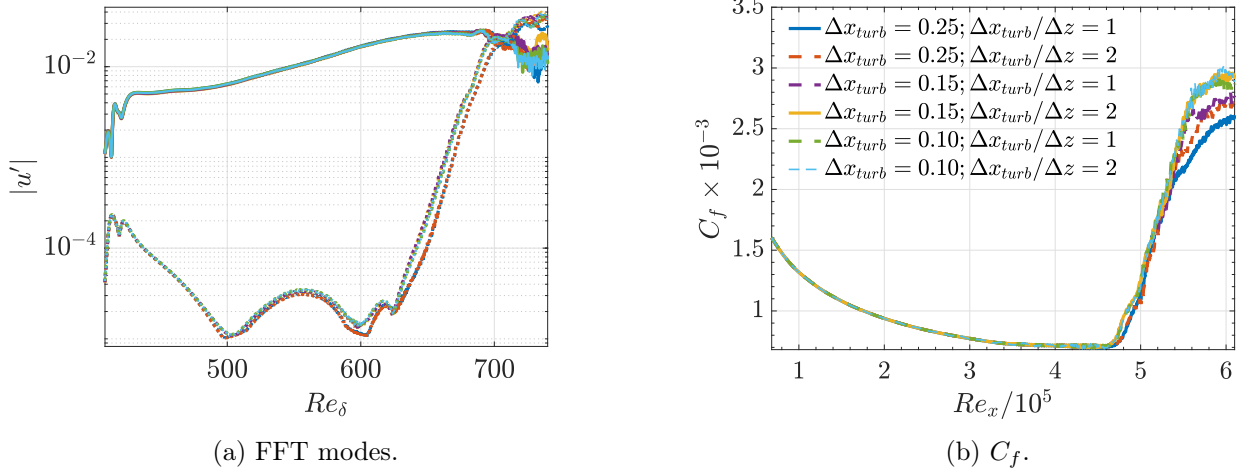 10⁻²
10⁻⁴
|u′|
500
600
700
Re_δ
(a) FFT modes.
3.5
3
2.5
2
1.5
1
C_f × 10⁻³
Δx_turb = 0.25; Δx_turb/Δz = 1
Δx_turb = 0.25; Δx_turb/Δz = 2
Δx_turb = 0.15; Δx_turb/Δz = 1
Δx_turb = 0.15; Δx_turb/Δz = 2
Δx_turb = 0.10; Δx_turb/Δz = 1
Δx_turb = 0.10; Δx_turb/Δz = 2
1
2
3
4
5
6
Re_x/10⁵
(b) C_f.